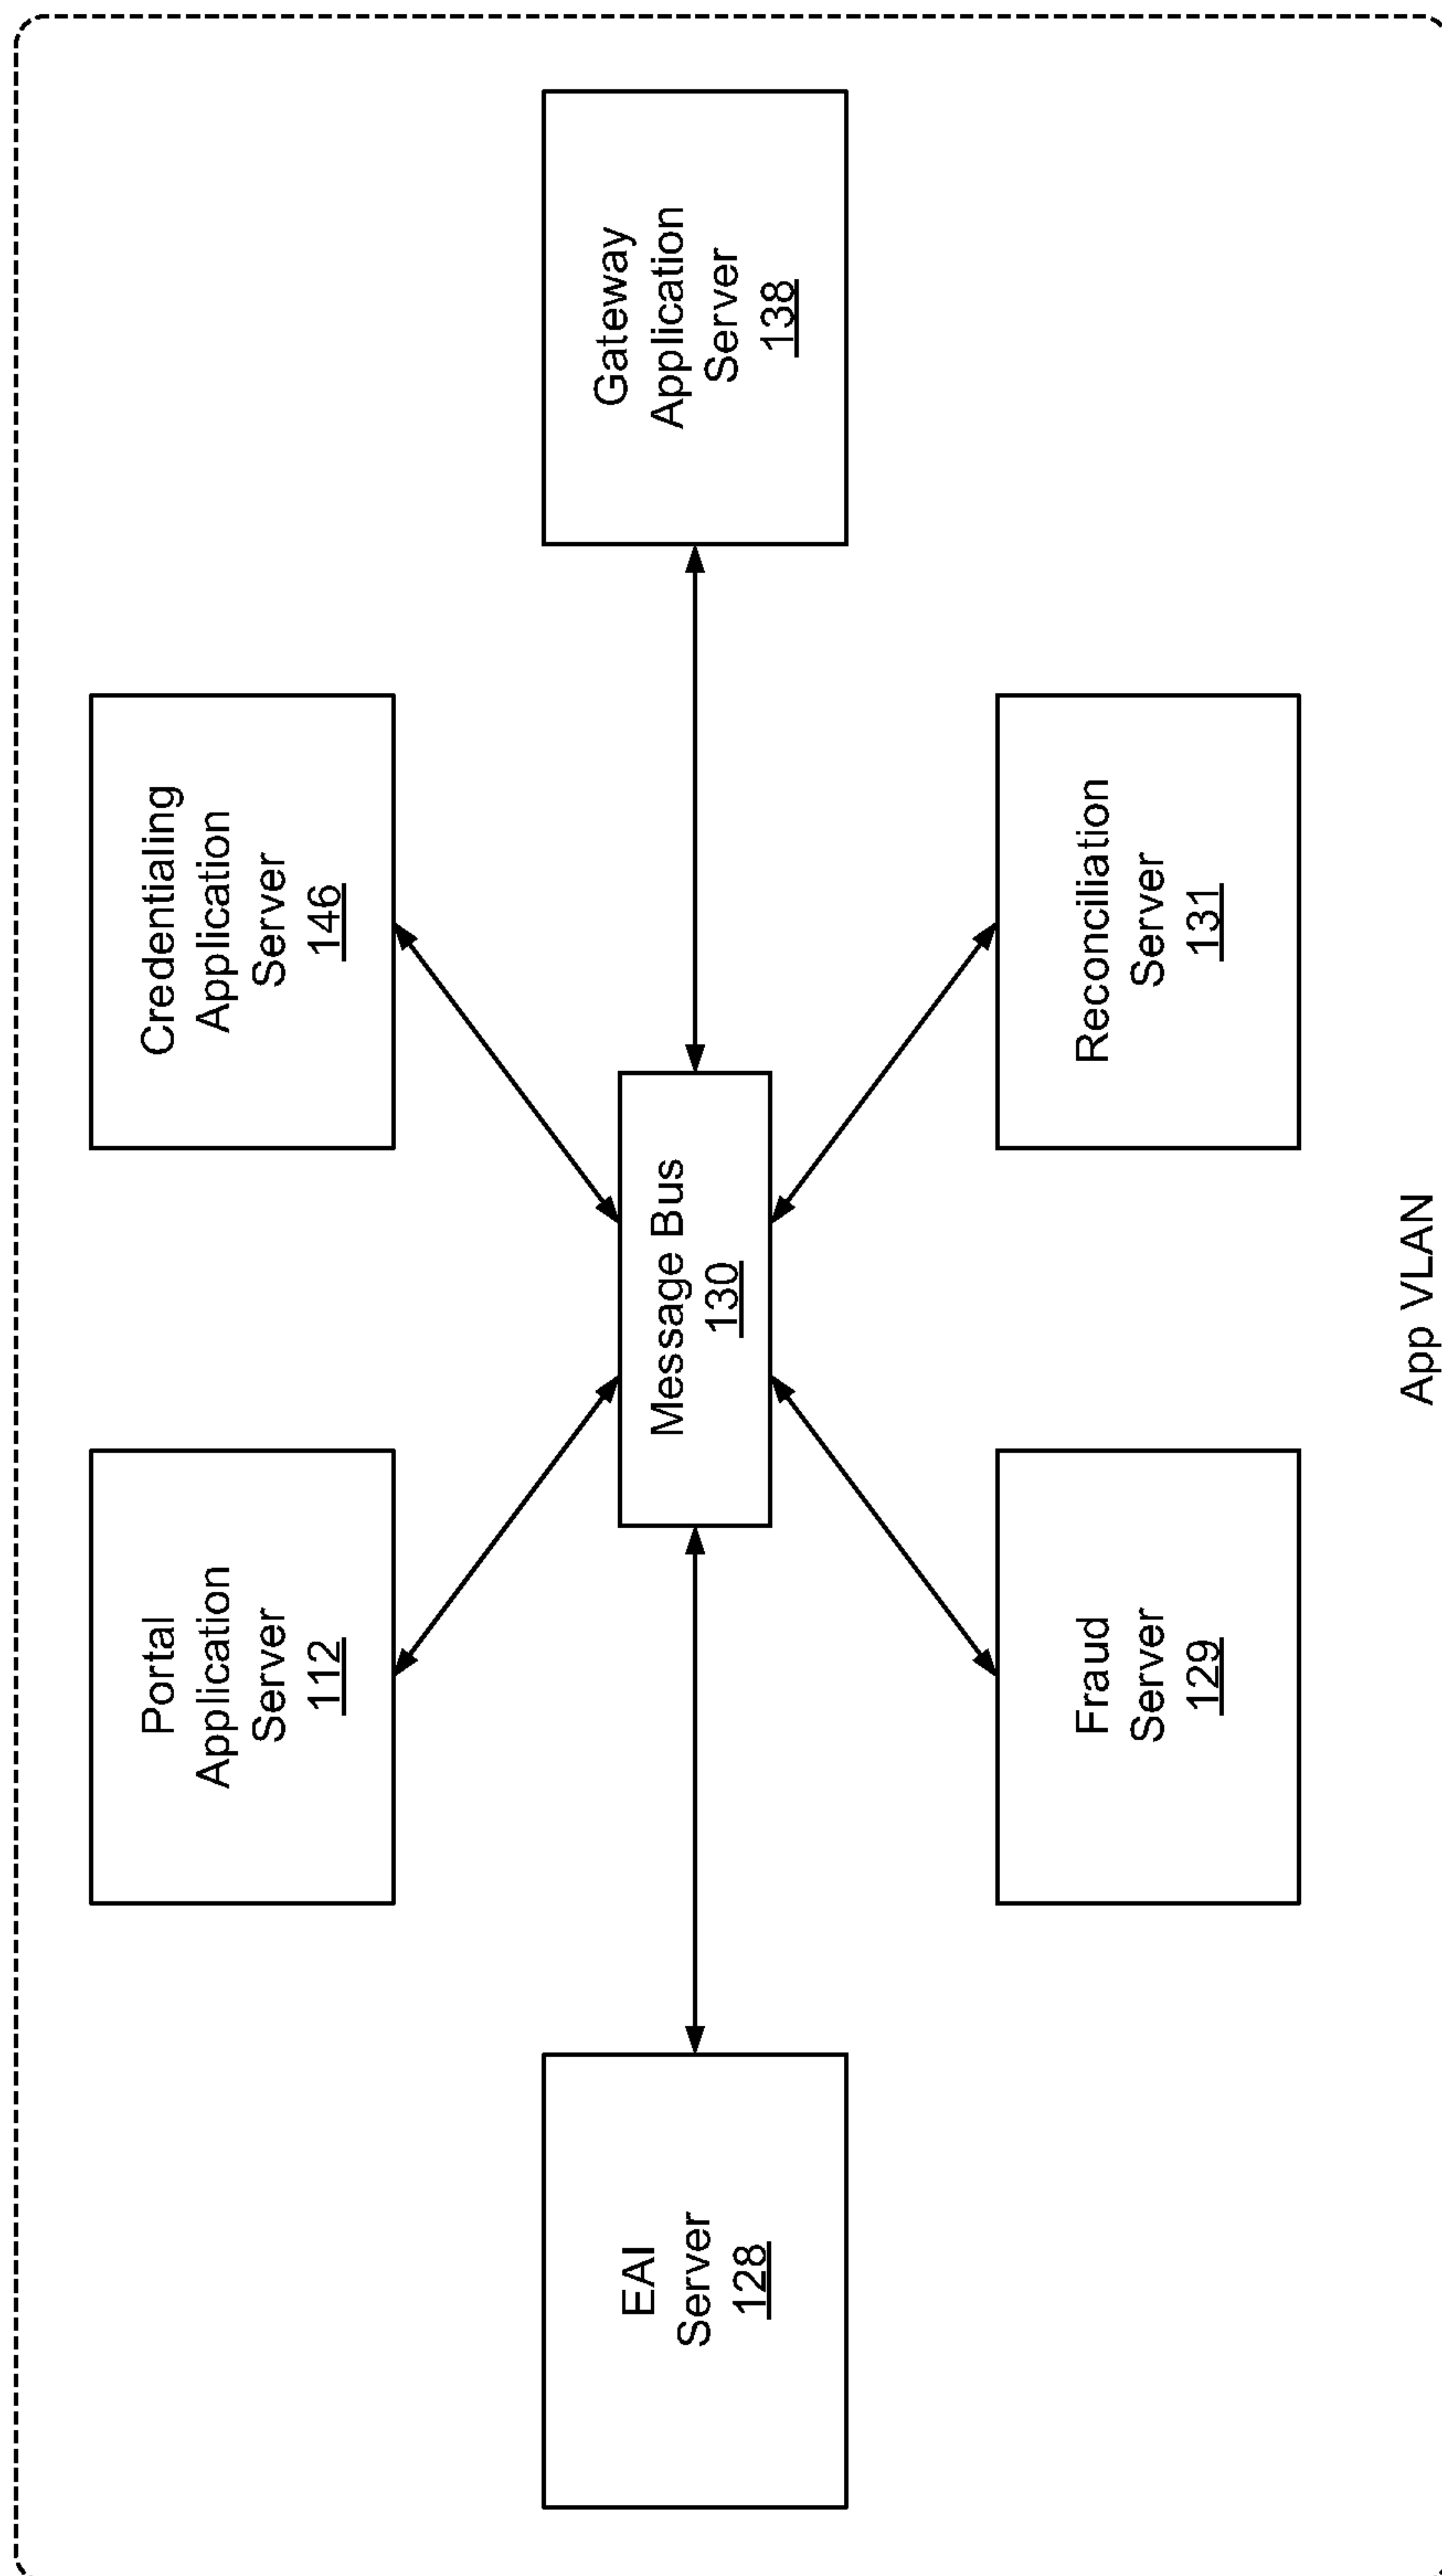 Portal
Application
Server
112
Credentialing
Application
Server
146
EAI
Server
128
Message Bus
130
Gateway
Application
Server
138
Fraud
Server
129
Reconciliation
Server
131
App VLAN